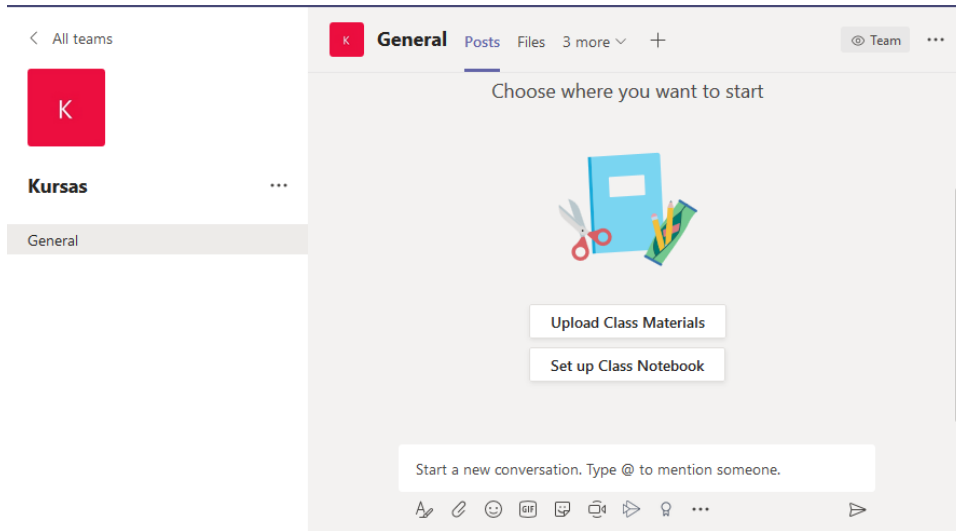 All teams
K
Kursas
General
K
General Posts Files 3 more
Team
Choose where you want to start
Upload Class Materials
Set up Class Notebook
Start a new conversation. Type @ to mention someone.
GIF